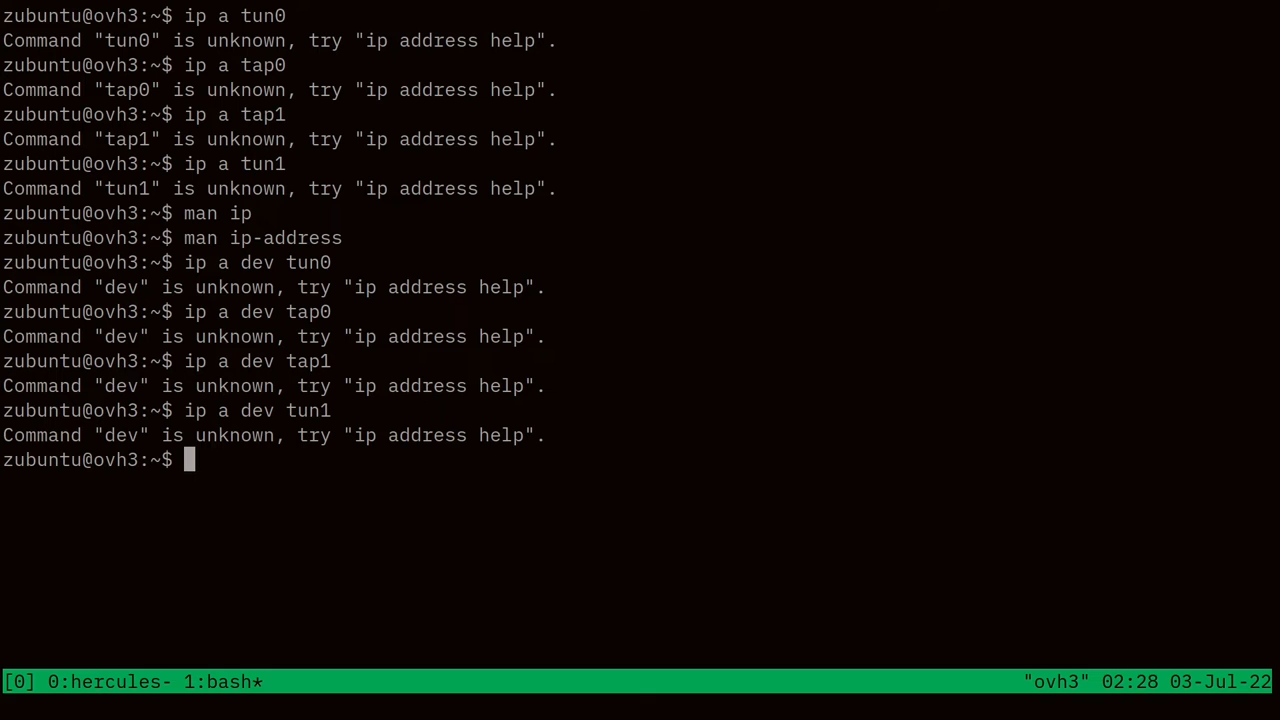 zubuntu@ovh3:~$ ip a tun0
Command "tun0" is unknown, try "ip address help".
zubuntu@ovh3:~$ ip a tap0
Command "tap0" is unknown, try "ip address help".
zubuntu@ovh3:~$ ip a tap1
Command "tap1" is unknown, try "ip address help".
zubuntu@ovh3:~$ ip a tun1
Command "tun1" is unknown, try "ip address help".
zubuntu@ovh3:~$ man ip
zubuntu@ovh3:~$ man ip-address
zubuntu@ovh3:~$ ip a dev tun0
Command "dev" is unknown, try "ip address help".
zubuntu@ovh3:~$ ip a dev tap0
Command "dev" is unknown, try "ip address help".
zubuntu@ovh3:~$ ip a dev tap1
Command "dev" is unknown, try "ip address help".
zubuntu@ovh3:~$ ip a dev tun1
Command "dev" is unknown, try "ip address help".
zubuntu@ovh3:~$
[0] 0:hercules- 1:bash* "ovh3" 02:28 03-Jul-22